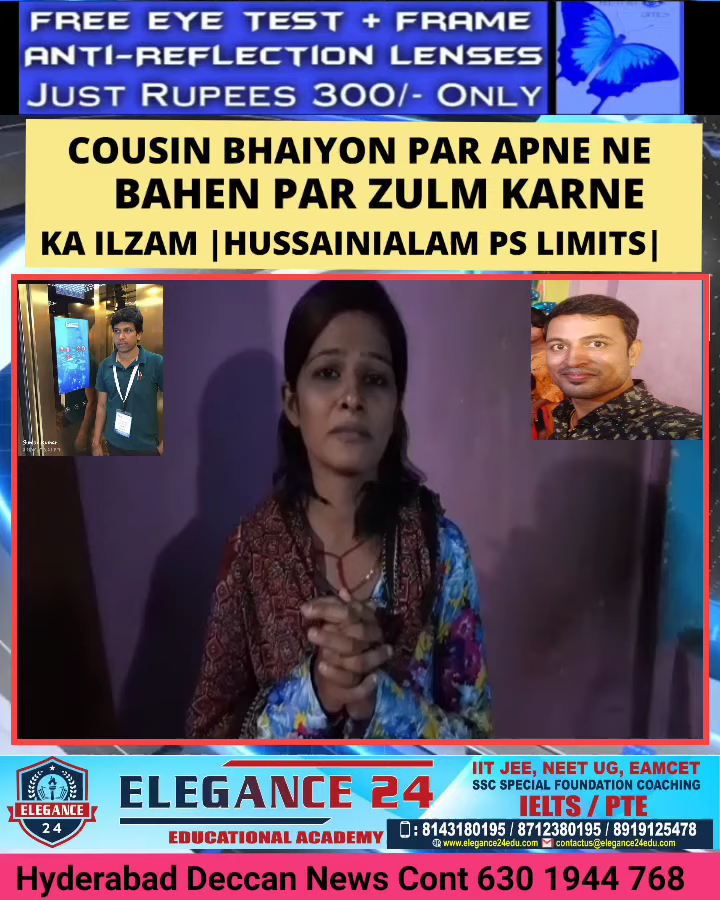 FREE EYE TEST + FRAME
ANTI-REFLECTION LENSES
JUST RUPEES 300/- ONLY
COUSIN BHAIYON PAR APNE NE
BAHEN PAR ZULM KARNE
KA ILZAM |HUSSAINIALAM PS LIMITS|
ELEGANCE
24
ELEGANCE 24
EDUCATIONAL ACADEMY
IIT JEE, NEET UG, EAMCET
SSC SPECIAL FOUNDATION COACHING
IELTS / PTE
: 8143180195 / 8712380195 / 8919125478
www.elegance24edu.com contactus@elegance24edu.com
Hyderabad Deccan News Cont 630 1944 768